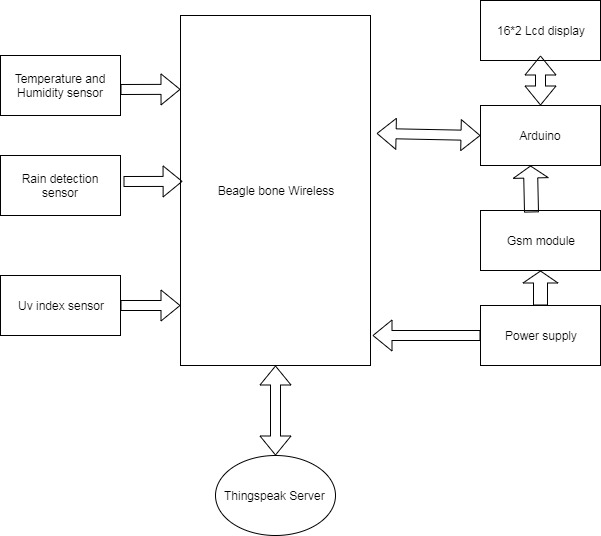 16*2 Lcd display
Temperature and
Humidity sensor
Arduino
Rain detection
sensor
Beagle bone Wireless
Gsm module
Uv index sensor
Power supply
Thingspeak Server